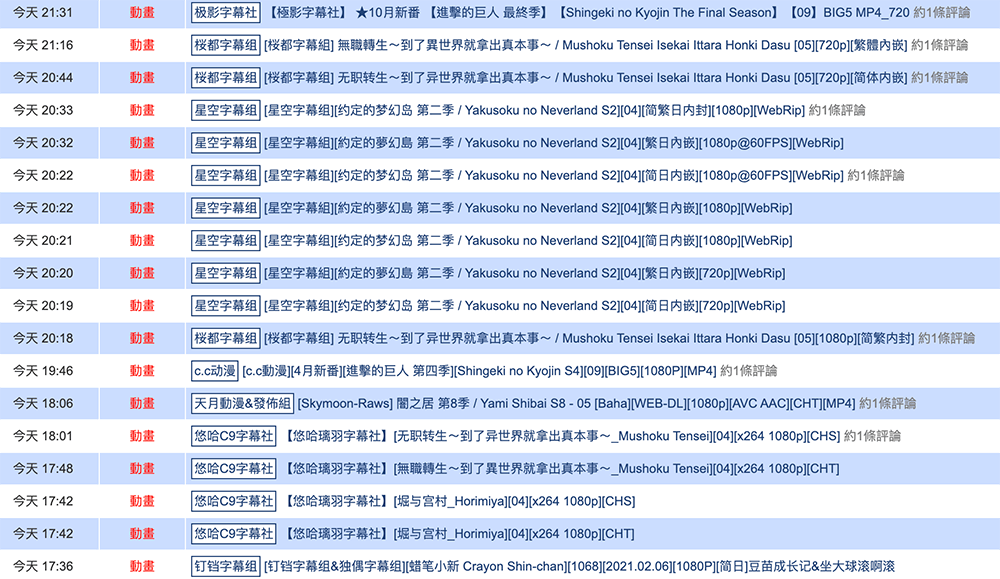 今天 21:31 動畫 极影字幕社 【極影字幕社】 ★10月新番 【進擊的巨人 最終季】【Shingeki no Kyojin The Final Season】【09】BIG5 MP4_720 約1條評論
今天 21:16 動畫 桜都字幕组 [桜都字幕組] 無職轉生～到了異世界就拿出真本事～ / Mushoku Tensei Isekai Ittara Honki Dasu [05][720p][繁體內嵌] 約1條評論
今天 20:44 動畫 桜都字幕组 [桜都字幕组] 无职转生～到了异世界就拿出真本事～ / Mushoku Tensei Isekai Ittara Honki Dasu [05][720p][简体内嵌] 約1條評論
今天 20:33 動畫 星空字幕组 [星空字幕组][约定的梦幻岛 第二季 / Yakusoku no Neverland S2][04][简繁日内封][1080p][WebRip] 約1條評論
今天 20:32 動畫 星空字幕组 [星空字幕組][約定的夢幻島 第二季 / Yakusoku no Neverland S2][04][繁日內嵌][1080p@60FPS][WebRip]
今天 20:22 動畫 星空字幕组 [星空字幕组][约定的梦幻岛 第二季 / Yakusoku no Neverland S2][04][简日内嵌][1080p@60FPS][WebRip] 約1條評論
今天 20:22 動畫 星空字幕组 [星空字幕組][約定的夢幻島 第二季 / Yakusoku no Neverland S2][04][繁日內嵌][1080p][WebRip]
今天 20:21 動畫 星空字幕组 [星空字幕组][约定的梦幻岛 第二季 / Yakusoku no Neverland S2][04][简日内嵌][1080p][WebRip]
今天 20:20 動畫 星空字幕组 [星空字幕組][約定的夢幻島 第二季 / Yakusoku no Neverland S2][04][繁日內嵌][720p][WebRip]
今天 20:19 動畫 星空字幕组 [星空字幕组][约定的梦幻岛 第二季 / Yakusoku no Neverland S2][04][简日内嵌][720p][WebRip]
今天 20:18 動畫 桜都字幕组 [桜都字幕组] 无职转生～到了异世界就拿出真本事～ / Mushoku Tensei Isekai Ittara Honki Dasu [05][1080p][简繁内封] 約1條評論
今天 19:46 動畫 c.c动漫 [c.c動漫][4月新番][進擊的巨人 第四季][Shingeki no Kyojin S4][09][BIG5][1080P][MP4] 約1條評論
今天 18:06 動畫 天月動漫&發佈組 [Skymoon-Raws] 闇之居 第8季 / Yami Shibai S8 - 05 [Baha][WEB-DL][1080p][AVC AAC][CHT][MP4] 約1條評論
今天 18:01 動畫 悠哈C9字幕社 【悠哈璃羽字幕社】[无职转生～到了异世界就拿出真本事～_Mushoku Tensei][04][x264 1080p][CHS] 約1條評論
今天 17:48 動畫 悠哈C9字幕社 【悠哈璃羽字幕社】[無職轉生～到了異世界就拿出真本事～_Mushoku Tensei][04][x264 1080p][CHT]
今天 17:42 動畫 悠哈C9字幕社 【悠哈璃羽字幕社】[堀与宫村_Horimiya][04][x264 1080p][CHS]
今天 17:42 動畫 悠哈C9字幕社 【悠哈璃羽字幕社】[堀与宫村_Horimiya][04][x264 1080p][CHT]
今天 17:36 動畫 钉铛字幕组 [钉铛字幕组&独偶字幕组][蜡笔小新 Crayon Shin-chan][1068][2021.02.06][1080P][简日]豆苗成长记&坐大球滚啊滚